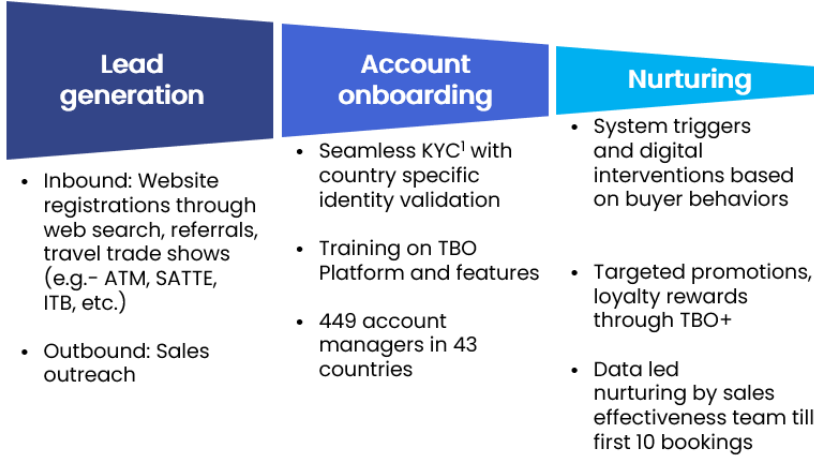 Lead
generation
• Inbound: Website
registrations through
web search, referrals,
travel trade shows
(e.g.- ATM, SATTE,
ITB, etc.)
• Outbound: Sales
outreach
Account
onboarding
• Seamless KYC¹ with
country specific
identity validation
• Training on TBO
Platform and features
• 449 account
managers in 43
countries
Nurturing
• System triggers
and digital
interventions based
on buyer behaviors
• Targeted promotions,
loyalty rewards
through TBO+
• Data led
nurturing by sales
effectiveness team till
first 10 bookings